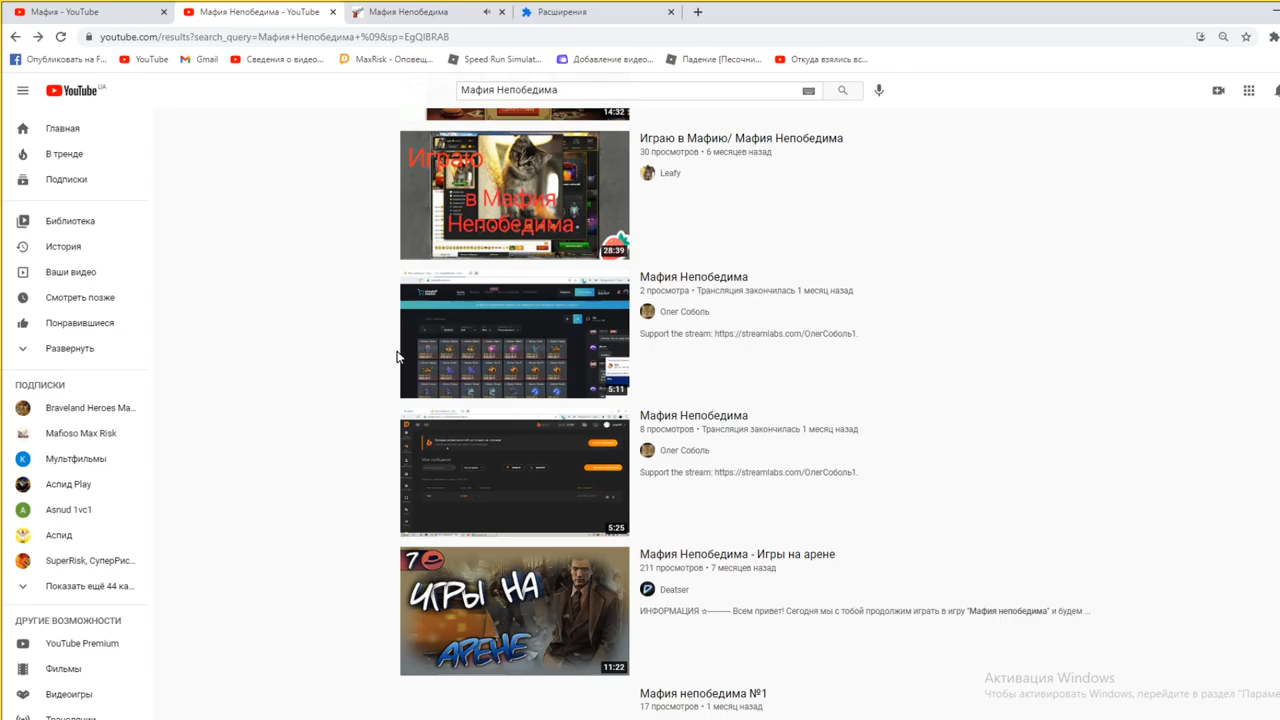 Мафия - YouTube
Мафия Непобедима - YouTube
Мафия Непобедима
Расширения
youtube.com/results?search_query=Мафия+Непобедима+%09&sp=EgQIBRAB
Опубликовать на F...
YouTube
Gmail
Сведения о видео...
MaxRisk - Оповещ...
Speed Run Simulat...
Добавление видео...
Падение [Песочни...
Откуда взялись вс...
YouTube UA
Мафия Непобедима
Главная
В тренде
Подписки
Библиотека
История
Ваши видео
Смотреть позже
Понравившиеся
Развернуть
ПОДПИСКИ
Braveland Heroes Ma...
Mafioso Max Risk
Мультфильмы
Аспид Play
Asnud 1vc1
Аспид
SuperRisk, СуперРис...
Показать ещё 44 ка...
ДРУГИЕ ВОЗМОЖНОСТИ
YouTube Premium
Фильмы
Видеоигры
Трансляции
14:32
Играю
в Мафия
Непобедима
28:39
Играю в Мафию/ Мафия Непобедима
30 просмотров • 6 месяцев назад
Leafy
5:11
Мафия Непобедима
2 просмотра • Трансляция закончилась 1 месяц назад
Олег Соболь
Support the stream: https://streamlabs.com/ОлегСоболь1.
5:25
Мафия Непобедима
8 просмотров • Трансляция закончилась 1 месяц назад
Олег Соболь
Support the stream: https://streamlabs.com/ОлегСоболь1.
7
ИГРЫ НА
АРЕНЕ
11:22
Мафия Непобедима - Игры на арене
211 просмотров • 7 месяцев назад
Deatser
ИНФОРМАЦИЯ ☆——— Всем привет! Сегодня мы с тобой продолжим играть в игру "Мафия непобедима" и будем ...
Мафия непобедима №1
17 просмотров • 1 месяц назад
Активация Windows
Чтобы активировать Windows, перейдите в раздел "Параме